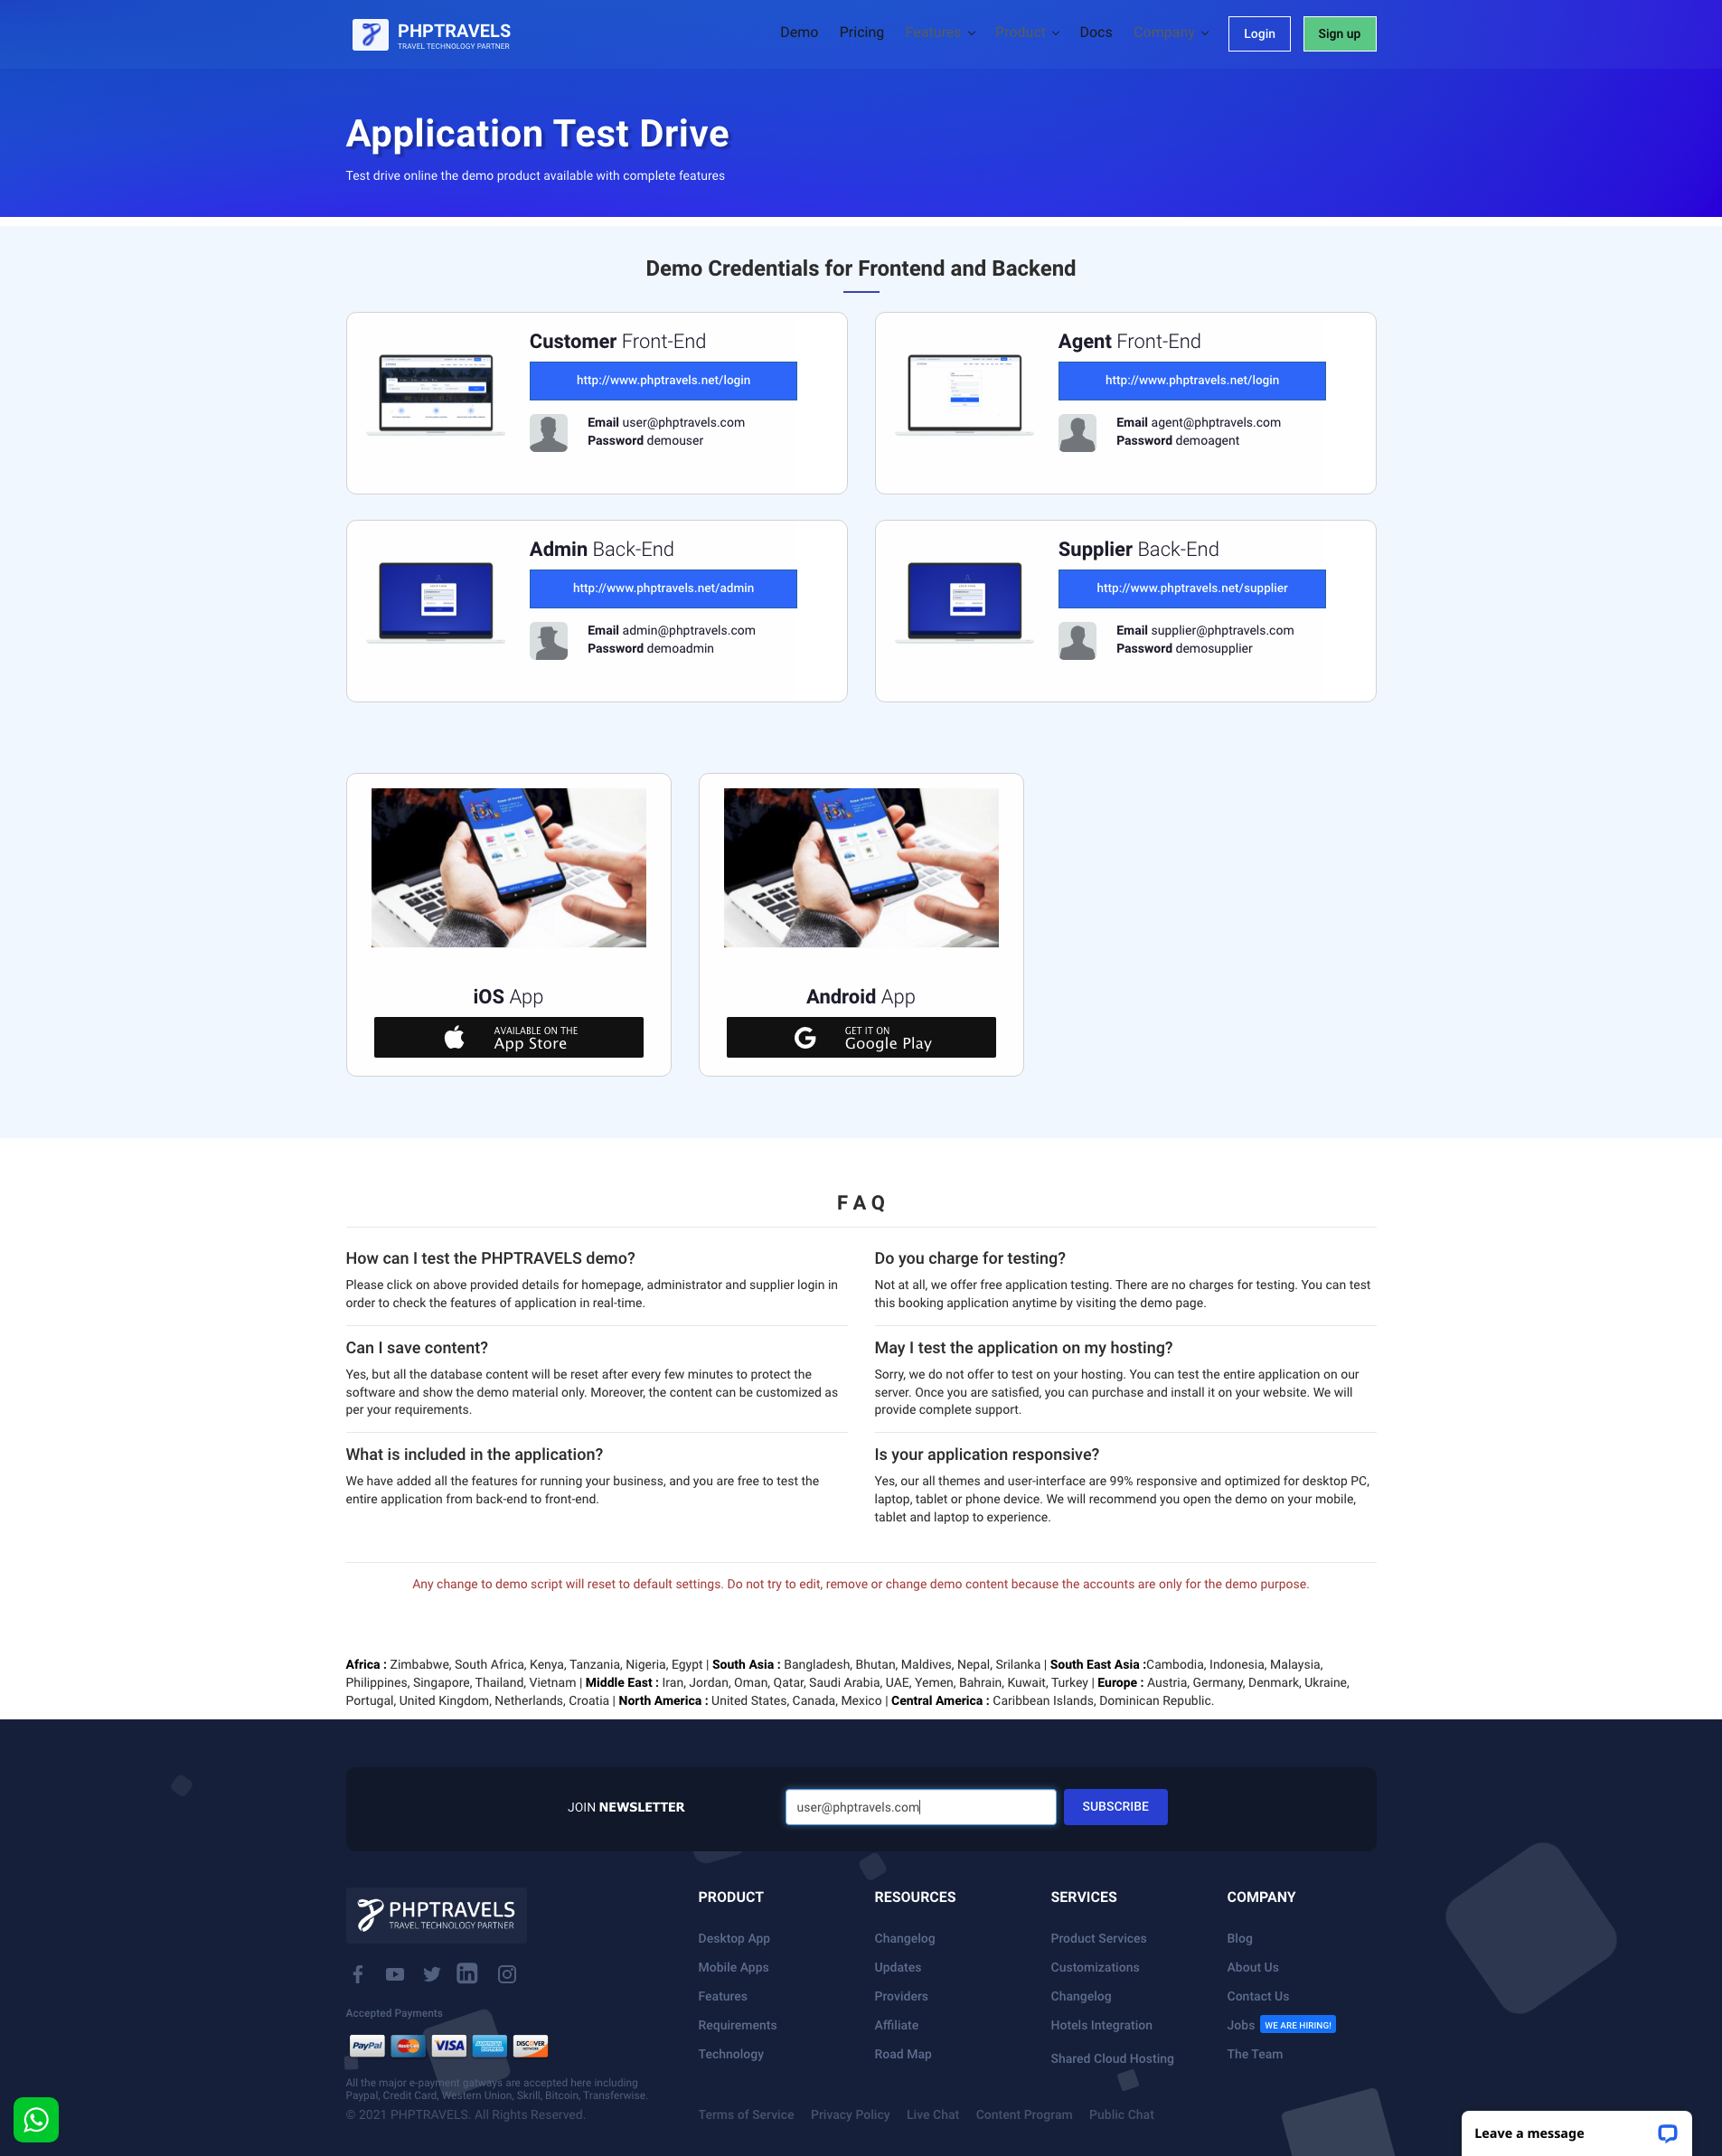 PHPTRAVELS
TRAVEL TECHNOLOGY PARTNER
Demo Pricing Features Product Docs Company Login Sign up
Application Test Drive
Test drive online the demo product available with complete features
Demo Credentials for Frontend and Backend
Customer Front-End
http://www.phptravels.net/login
Email user@phptravels.com
Password demouser
Agent Front-End
http://www.phptravels.net/login
Email agent@phptravels.com
Password demoagent
Admin Back-End
http://www.phptravels.net/admin
Email admin@phptravels.com
Password demoadmin
Supplier Back-End
http://www.phptravels.net/supplier
Email supplier@phptravels.com
Password demosupplier
iOS App
AVAILABLE ON THE
App Store
Android App
GET IT ON
Google Play
F A Q
How can I test the PHPTRAVELS demo?
Please click on above provided details for homepage, administrator and supplier login in
order to check the features of application in real-time.
Do you charge for testing?
Not at all, we offer free application testing. There are no charges for testing. You can test
this booking application anytime by visiting the demo page.
Can I save content?
Yes, but all the database content will be reset after every few minutes to protect the
software and show the demo material only. Moreover, the content can be customized as
per your requirements.
May I test the application on my hosting?
Sorry, we do not offer to test on your hosting. You can test the entire application on our
server. Once you are satisfied, you can purchase and install it on your website. We will
provide complete support.
What is included in the application?
We have added all the features for running your business, and you are free to test the
entire application from back-end to front-end.
Is your application responsive?
Yes, our all themes and user-interface are 99% responsive and optimized for desktop PC,
laptop, tablet or phone device. We will recommend you open the demo on your mobile,
tablet and laptop to experience.
Any change to demo script will reset to default settings. Do not try to edit, remove or change demo content because the accounts are only for the demo purpose.
Africa : Zimbabwe, South Africa, Kenya, Tanzania, Nigeria, Egypt | South Asia : Bangladesh, Bhutan, Maldives, Nepal, Srilanka | South East Asia :Cambodia, Indonesia, Malaysia,
Philippines, Singapore, Thailand, Vietnam | Middle East : Iran, Jordan, Oman, Qatar, Saudi Arabia, UAE, Yemen, Bahrain, Kuwait, Turkey | Europe : Austria, Germany, Denmark, Ukraine,
Portugal, United Kingdom, Netherlands, Croatia | North America : United States, Canada, Mexico | Central America : Caribbean Islands, Dominican Republic.
JOIN NEWSLETTER
user@phptravels.com
SUBSCRIBE
PHPTRAVELS
TRAVEL TECHNOLOGY PARTNER
Accepted Payments
PayPal MasterCard VISA AMERICAN EXPRESS DISCOVER NETWORK
All the major e-payment gatways are accepted here including
Paypal, Credit Card, Western Union, Skrill, Bitcoin, Transferwise.
© 2021 PHPTRAVELS. All Rights Reserved.
PRODUCT
Desktop App
Mobile Apps
Features
Requirements
Technology
RESOURCES
Changelog
Updates
Providers
Affiliate
Road Map
SERVICES
Product Services
Customizations
Changelog
Hotels Integration
Shared Cloud Hosting
COMPANY
Blog
About Us
Contact Us
Jobs WE ARE HIRING!
The Team
Terms of Service Privacy Policy Live Chat Content Program Public Chat
Leave a message